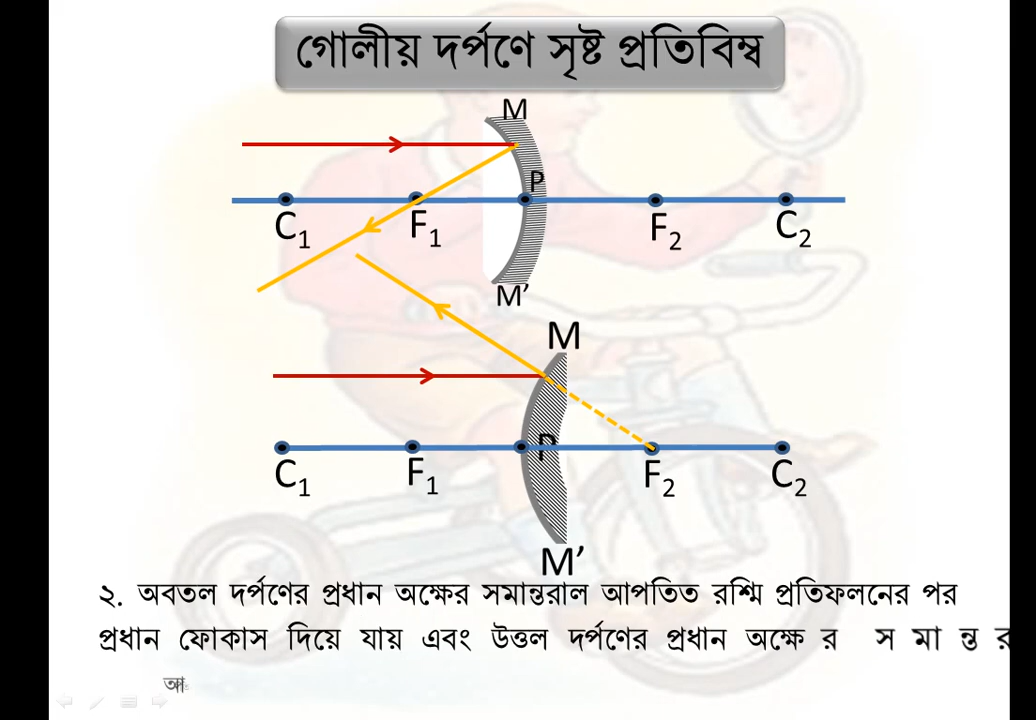 গোলীয় দর্পণে সৃষ্ট প্রতিবিম্ব
M
P
C1 F1 F2 C2
M’
M
P
C1 F1 F2 C2
M’
২. অবতল দর্পণের প্রধান অক্ষের সমান্তরাল আপতিত রশ্মি প্রতিফলনের পর
প্রধান ফোকাস দিয়ে যায় এবং উত্তল দর্পণের প্রধান অক্ষে র স মা ন্ত র